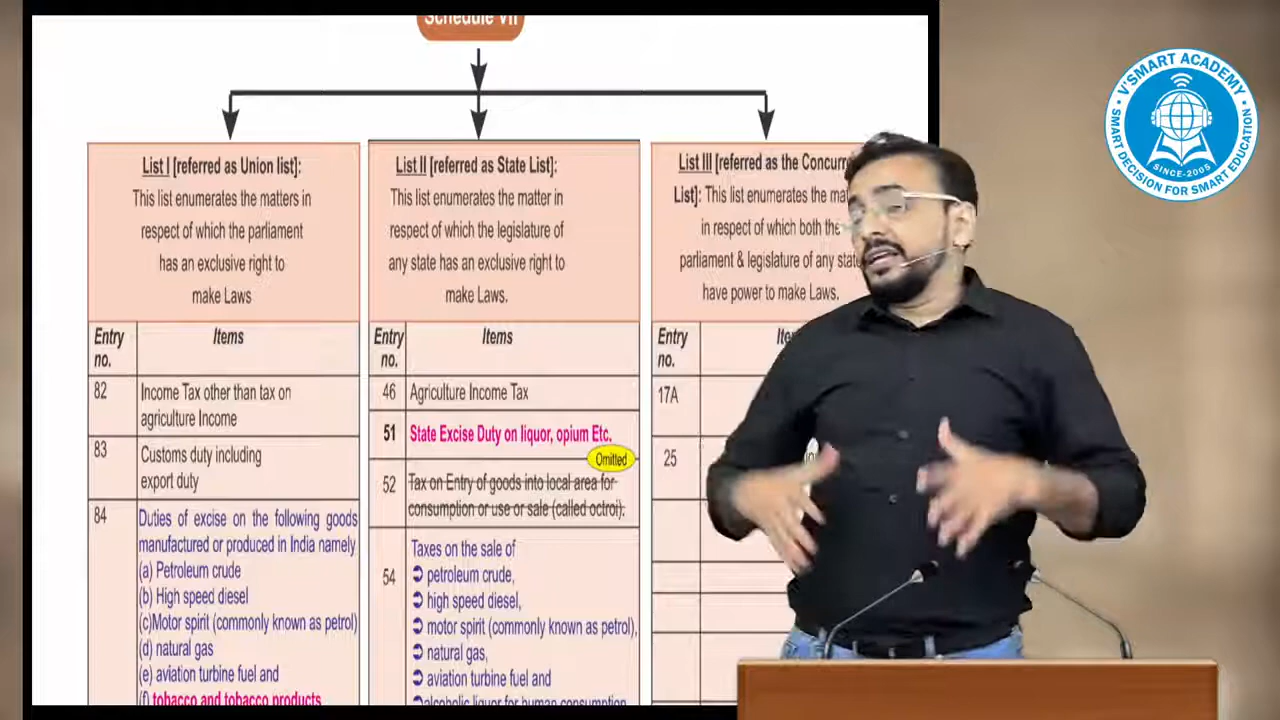 Schedule VII
List I [referred as Union list]:
This list enumerates the matters in
respect of which the parliament
has an exclusive right to
make Laws
Entry
no.
Items
82
Income Tax other than tax on
agriculture Income
83
Customs duty including
export duty
84
Duties of excise on the following goods
manufactured or produced in India namely
(a) Petroleum crude
(b) High speed diesel
(c)Motor spirit (commonly known as petrol)
(d) natural gas
(e) aviation turbine fuel and
(f) tobacco and tobacco products
List II [referred as State List]:
This list enumerates the matter in
respect of which the legislature of
any state has an exclusive right to
make Laws.
Entry
no.
Items
46
Agriculture Income Tax
51
State Excise Duty on liquor, opium Etc.
Omitted
52
Tax on Entry of goods into local area for
consumption or use or sale (called octroi).
54
Taxes on the sale of
➲ petroleum crude,
➲ high speed diesel,
➲ motor spirit (commonly known as petrol),
➲ natural gas,
➲ aviation turbine fuel and
➲alcoholic liquor for human consumption
List III [referred as the
List]: This list enumerates the
in respect of which both the
parliament & legislature of any
have power to make Laws.
Entry
no.
17A
25
V'SMART ACADEMY
SINCE-2005
SMART DECISION FOR SMART EDUCATION